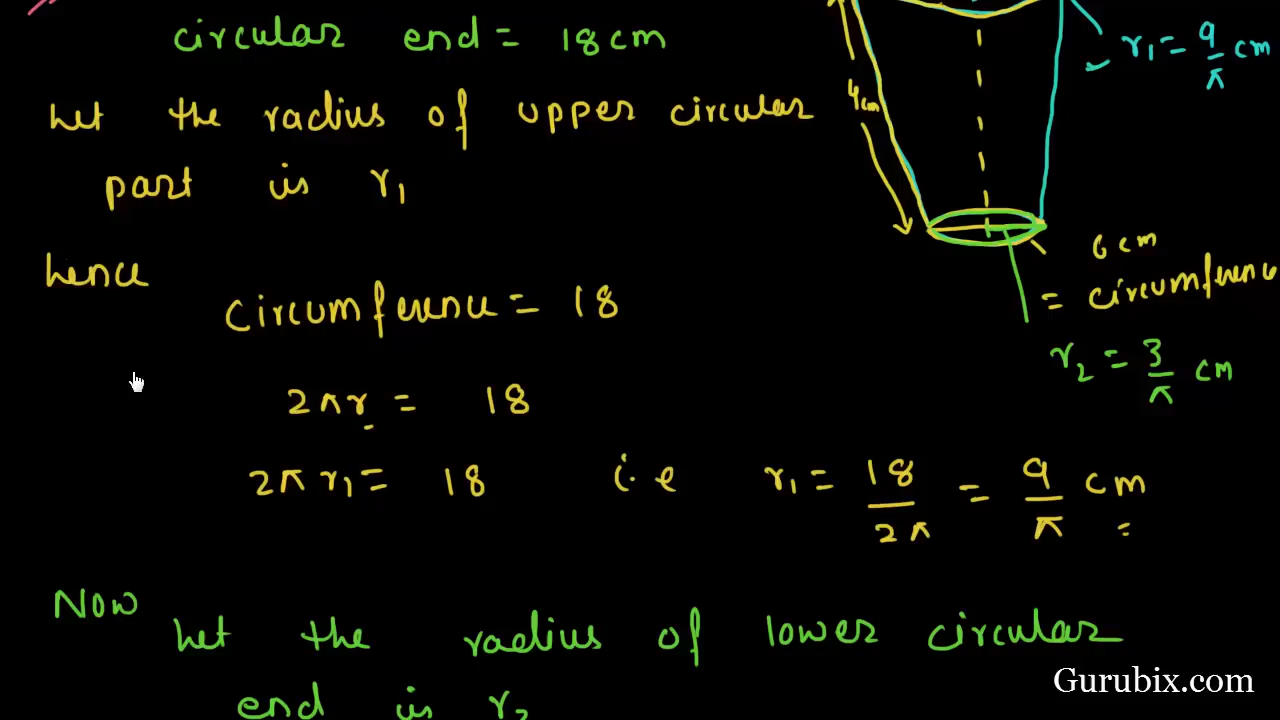 circular end = 18 cm
Let the radius of upper circular
part is r₁
hence
circumference = 18
2πr = 18
2π r₁ = 18 i.e r₁ = 18/2π = 9/π cm
Now
Let the radius of lower circular
end is r₂
r₁ = 9/π cm
4cm
6 cm
= circumference
r₂ = 3/π cm
Gurubix.com